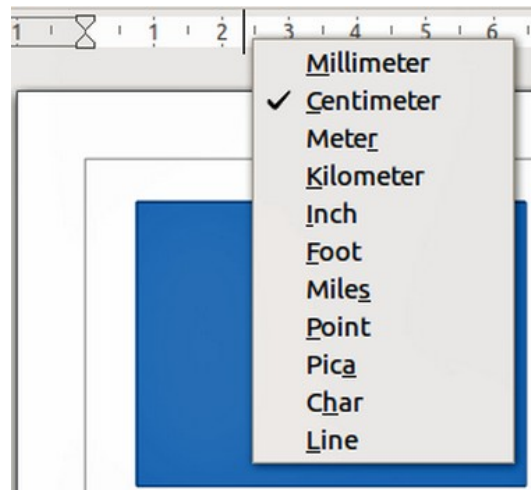 1 1 2 3 4 5 6
Millimeter
✓ Centimeter
Meter
Kilometer
Inch
Foot
Miles
Point
Pica
Char
Line